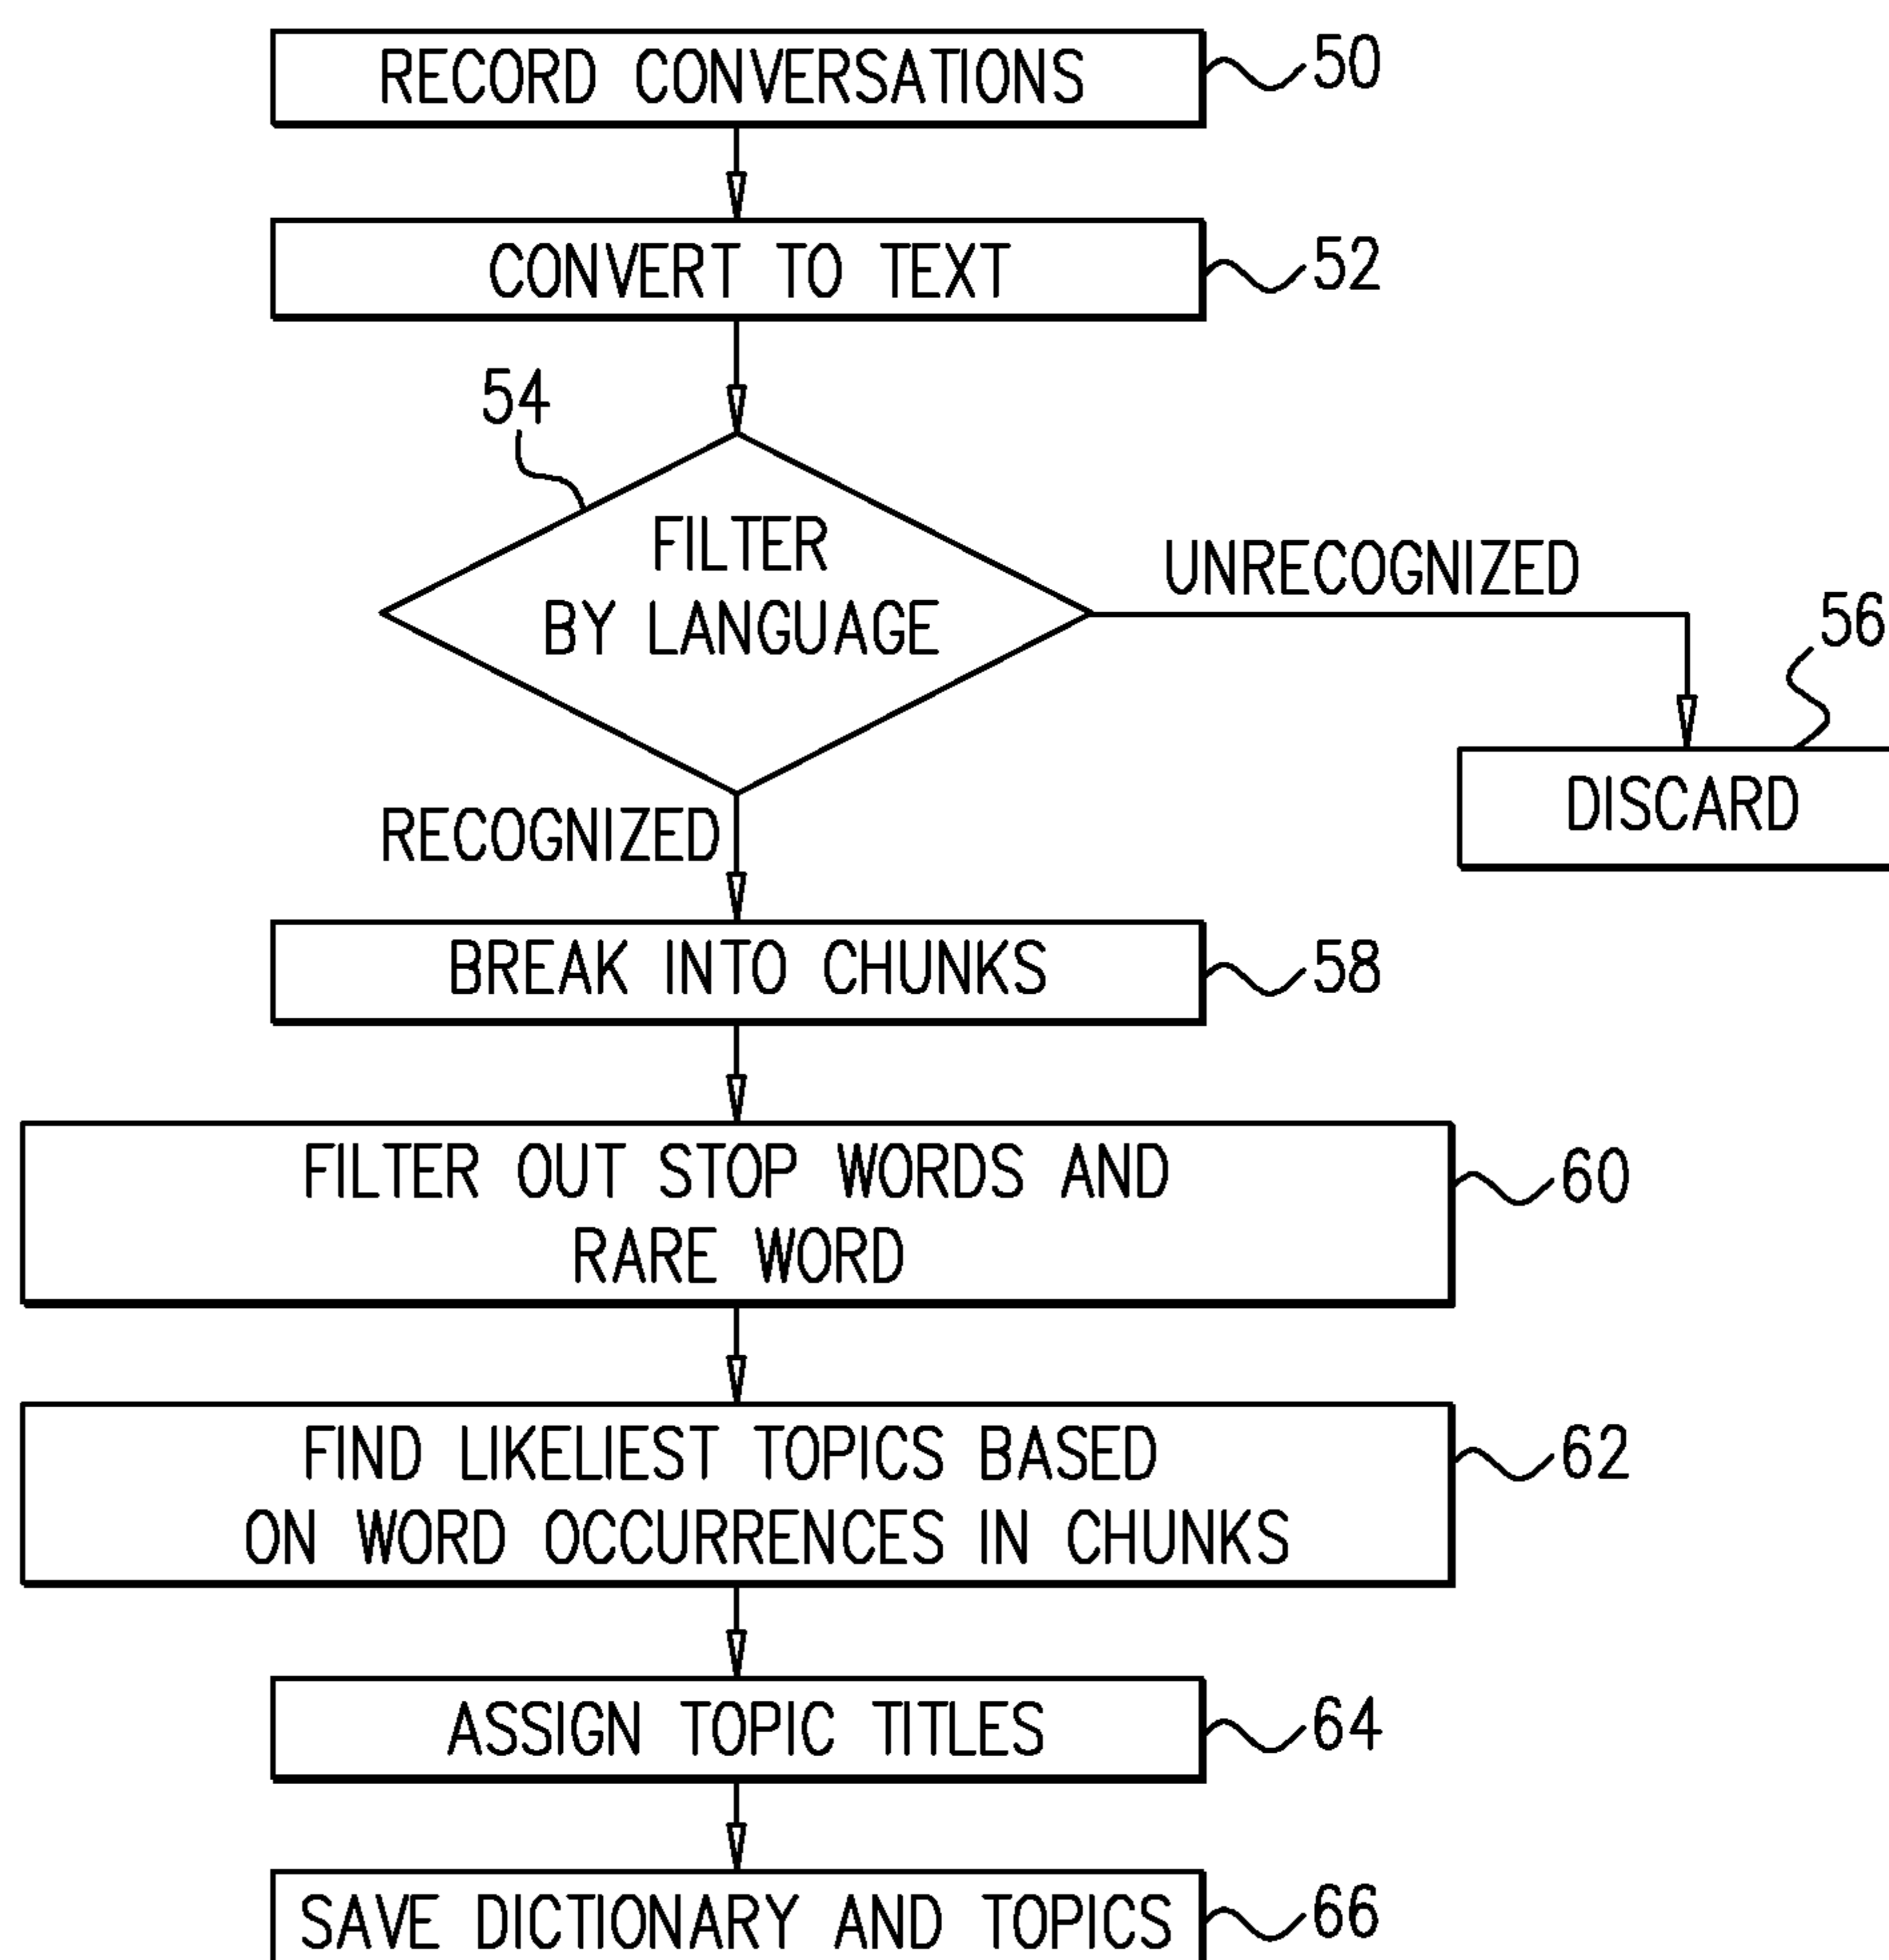 RECORD CONVERSATIONS
50
CONVERT TO TEXT
52
54
FILTER
BY LANGUAGE
UNRECOGNIZED
56
DISCARD
RECOGNIZED
BREAK INTO CHUNKS
58
FILTER OUT STOP WORDS AND
RARE WORD
60
FIND LIKELIEST TOPICS BASED
ON WORD OCCURRENCES IN CHUNKS
62
ASSIGN TOPIC TITLES
64
SAVE DICTIONARY AND TOPICS
66